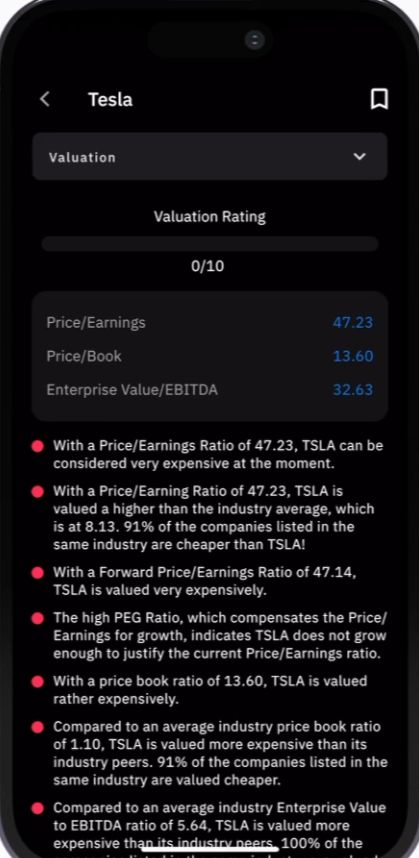 Tesla
Valuation
Valuation Rating
0/10
Price/Earnings 47.23
Price/Book 13.60
Enterprise Value/EBITDA 32.63
With a Price/Earnings Ratio of 47.23, TSLA can be
considered very expensive at the moment.
With a Price/Earning Ratio of 47.23, TSLA is
valued a higher than the industry average, which
is at 8.13. 91% of the companies listed in the
same industry are cheaper than TSLA!
With a Forward Price/Earnings Ratio of 47.14,
TSLA is valued very expensively.
The high PEG Ratio, which compensates the Price/
Earnings for growth, indicates TSLA does not grow
enough to justify the current Price/Earnings ratio.
With a price book ratio of 13.60, TSLA is valued
rather expensively.
Compared to an average industry price book ratio
of 1.10, TSLA is valued more expensive than its
industry peers. 91% of the companies listed in the
same industry are valued cheaper.
Compared to an average industry Enterprise Value
to EBITDA ratio of 5.64, TSLA is valued more
expensive than its industry peers. 100% of the